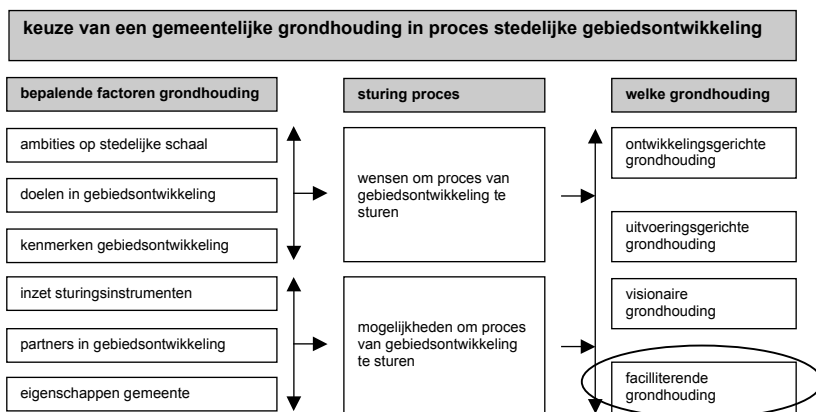 keuze van een gemeentelijke grondhouding in proces stedelijke gebiedsontwikkeling
bepalende factoren grondhouding
ambities op stedelijke schaal
doelen in gebiedsontwikkeling
kenmerken gebiedsontwikkeling
inzet sturingsinstrumenten
partners in gebiedsontwikkeling
eigenschappen gemeente
sturing proces
wensen om proces van
gebiedsontwikkeling te
sturen
mogelijkheden om proces
van gebiedsontwikkeling
te sturen
welke grondhouding
ontwikkelingsgerichte
grondhouding
uitvoeringsgerichte
grondhouding
visionaire
grondhouding
facilliterende
grondhouding